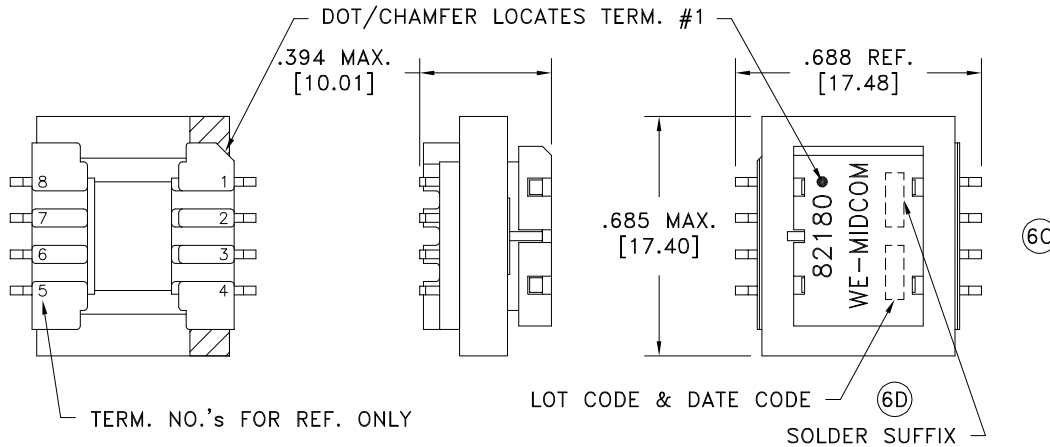 DOT/CHAMFER LOCATES TERM. #1
.394 MAX.
[10.01]
.688 REF.
[17.48]
8
1
7
2
6
3
5
4
.685 MAX.
[17.40]
82180
WE-MIDCOM
6C
TERM. NO.'s FOR REF. ONLY
LOT CODE & DATE CODE
6D
SOLDER SUFFIX